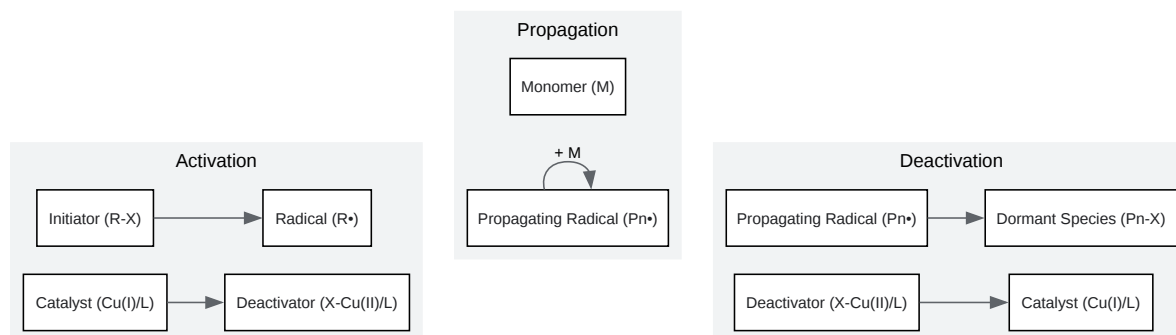 Propagation
Monomer (M)
+ M
Propagating Radical (Pn•)
Activation
Initiator (R-X)
Radical (R•)
Catalyst (Cu(I)/L)
Deactivator (X-Cu(II)/L)
Deactivation
Propagating Radical (Pn•)
Dormant Species (Pn-X)
Deactivator (X-Cu(II)/L)
Catalyst (Cu(I)/L)